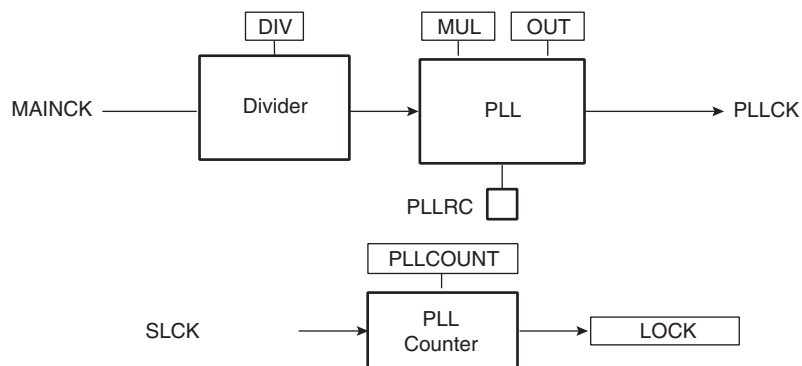 DIV
MUL
OUT
MAINCK
Divider
PLL
PLLCK
PLLRC
PLLCOUNT
SLCK
PLL
Counter
LOCK